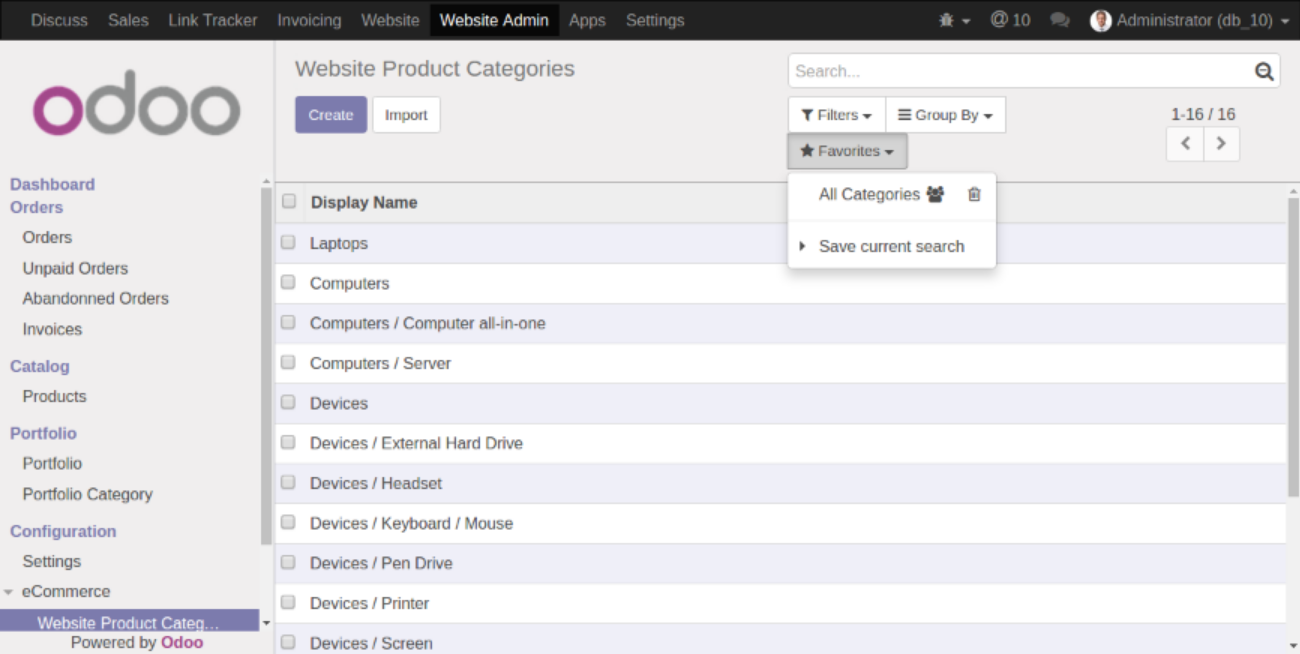 Discuss Sales Link Tracker Invoicing Website Website Admin Apps Settings @ 10 Administrator (db_10)
odoo
Dashboard
Orders
Orders
Unpaid Orders
Abandonned Orders
Invoices
Catalog
Products
Portfolio
Portfolio
Portfolio Category
Configuration
Settings
eCommerce
Website Product Categ...
Powered by Odoo
Website Product Categories
Search...
Create Import
Filters Group By
1-16 / 16
Favorites
All Categories
Save current search
Display Name
Laptops
Computers
Computers / Computer all-in-one
Computers / Server
Devices
Devices / External Hard Drive
Devices / Headset
Devices / Keyboard / Mouse
Devices / Pen Drive
Devices / Printer
Devices / Screen